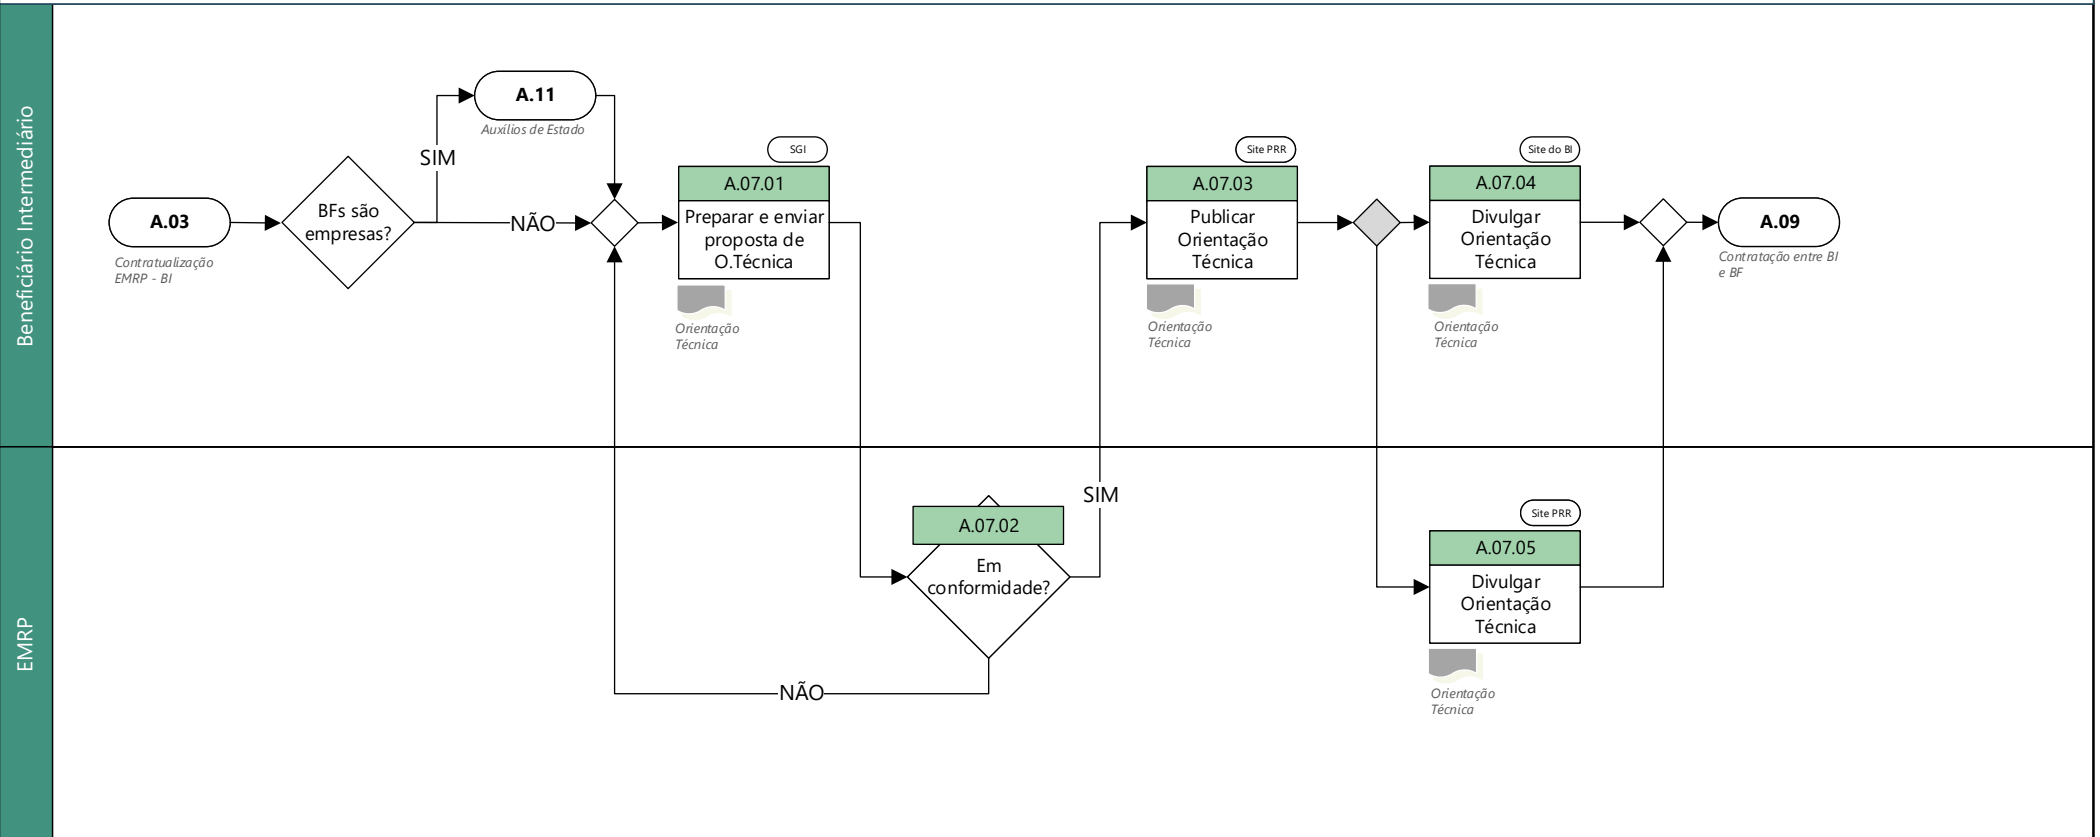 Beneficiário Intermediário
A.03
Contratualização
EMRP - BI
BFs são
empresas?
SIM
A.11
Auxílios de Estado
NÃO
SGI
A.07.01
Preparar e enviar
proposta de
O.Técnica
Orientação
Técnica
Site PRR
A.07.03
Publicar
Orientação
Técnica
Orientação
Técnica
Site do BI
A.07.04
Divulgar
Orientação
Técnica
Orientação
Técnica
A.09
Contratação entre BI
e BF
EMRP
A.07.02
Em
conformidade?
SIM
NÃO
Site PRR
A.07.05
Divulgar
Orientação
Técnica
Orientação
Técnica